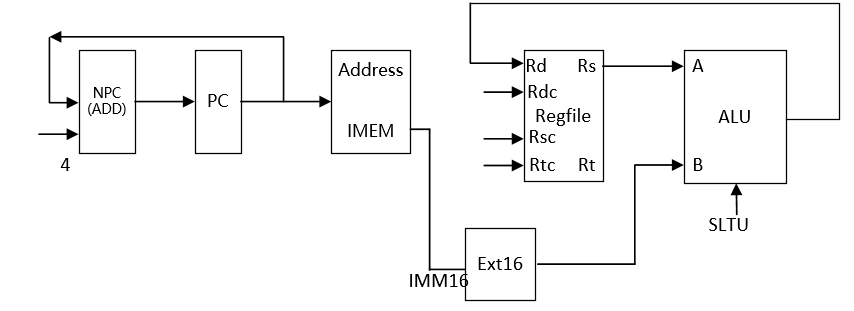 NPC
(ADD)
4
PC
Address
IMEM
Rd
Rs
Rdc
Regfile
Rsc
Rtc
Rt
A
ALU
B
SLTU
IMM16
Ext16